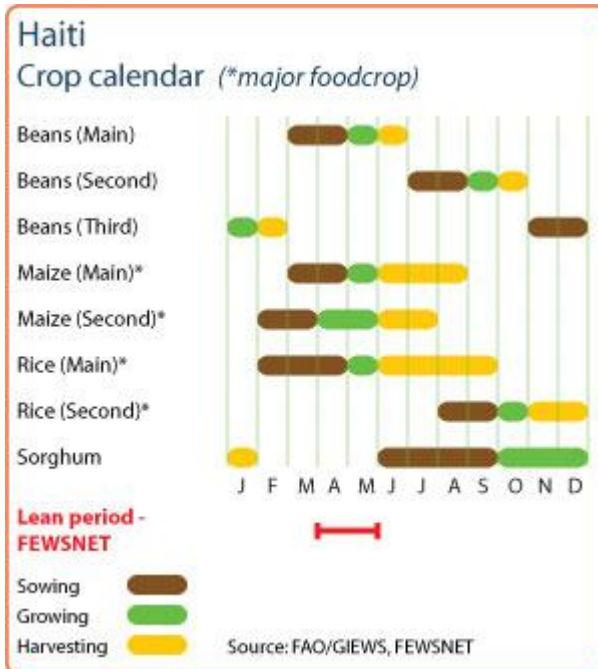 Haiti
Crop calendar (*major foodcrop)
Beans (Main)
Beans (Second)
Beans (Third)
Maize (Main)*
Maize (Second)*
Rice (Main)*
Rice (Second)*
Sorghum
J F M A M J J A S O N D
Lean period -
FEWSNET
Sowing
Growing
Harvesting Source: FAO/GIEWS, FEWSNET